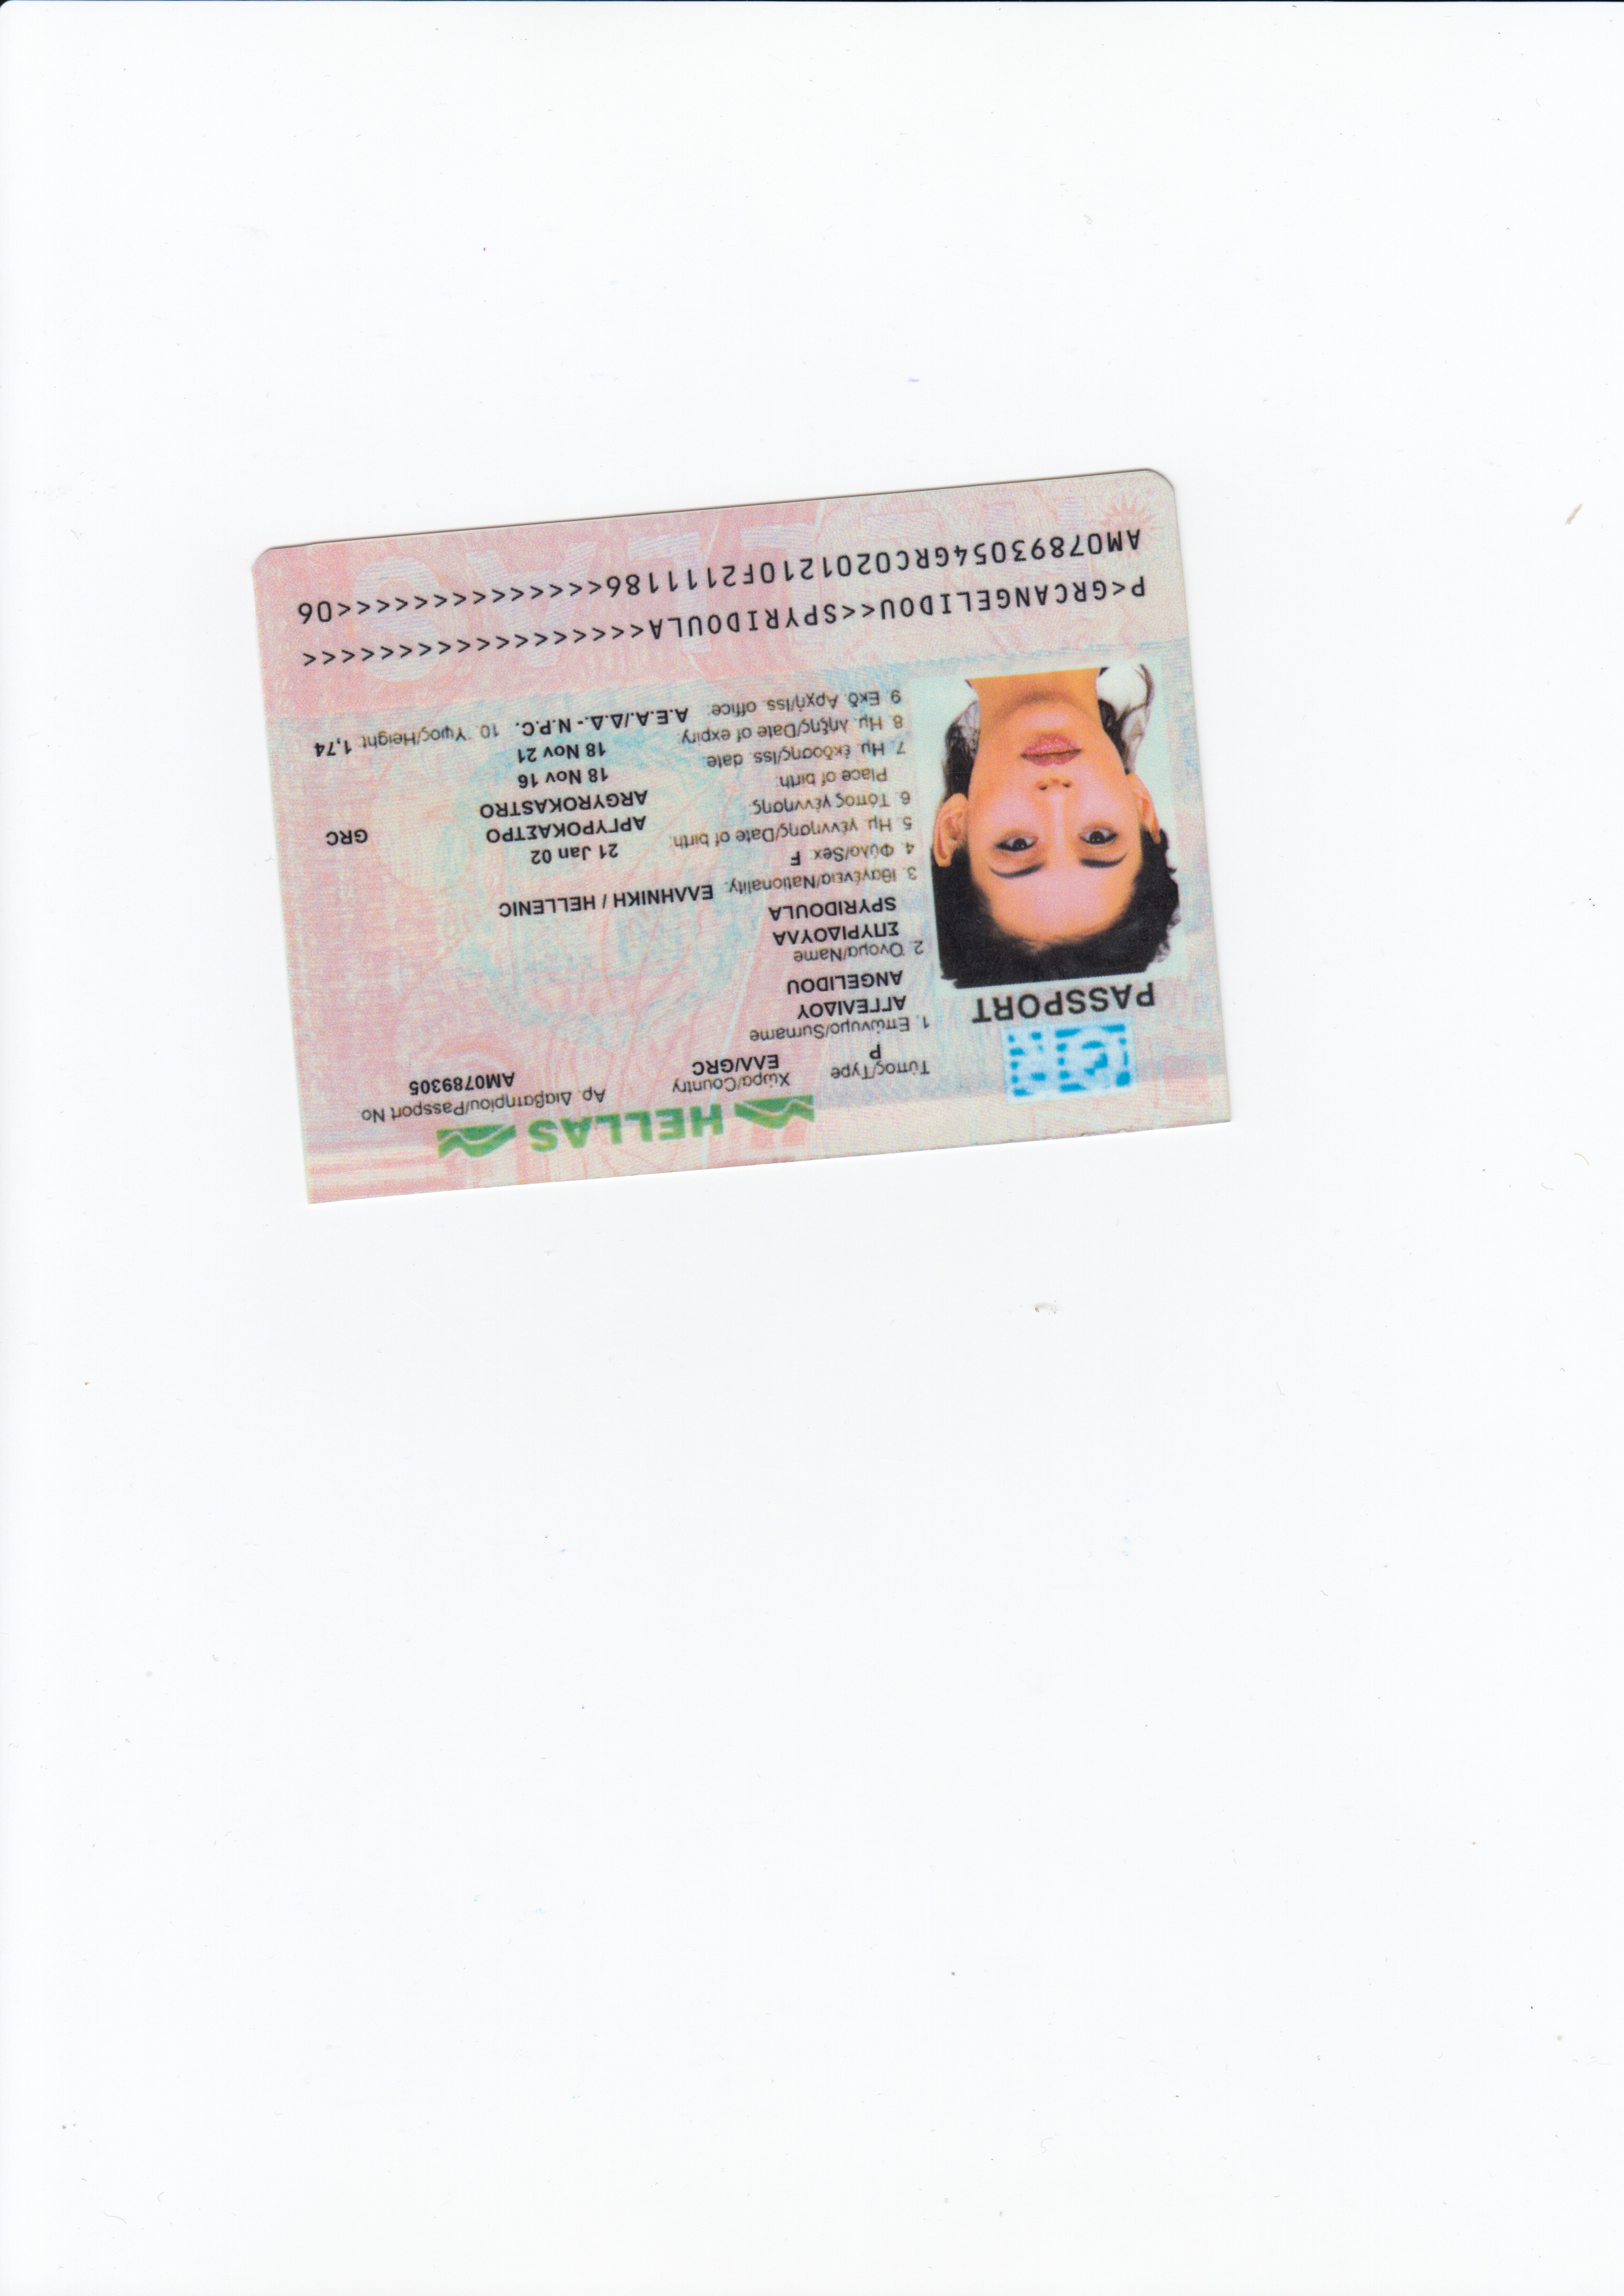 HELLAS
Τύπος/Type
P
Χώρα/Country
ΕΛΛ/GRC
Αρ. Διαβατηρίου/Passport No
AM0789305
PASSPORT
1. Επώνυμο/Surname
ΑΓΓΕΛΙΔΟΥ
ANGELIDOU
2. Όνομα/Name
ΣΠΥΡΙΔΟΥΛΑ
SPYRIDOULA
3. Ιθαγένεια/Nationality. ΕΛΛΗΝΙΚΗ / HELLENIC
4. Φύλο/Sex F
5. Ημ. γέννησης/Date of birth. 21 Jan 02
6. Τόπος γέννησης. ΑΡΓΥΡΟΚΑΣΤΡΟ GRC
Place of birth. ARGYROKASTRO
7. Ημ. έκδοσης/Iss. date. 18 Nov 16
8. Ημ. λήξης/Date of expiry. 18 Nov 21
9. Εκδ. Αρχή/Iss. office. Α.Ε.Α./Δ.Δ.- N.P.C. 10. Ύψος/Height 1,74
P<GRCANGELIDOU<<SPYRIDOULA<<<<<<<<<<<<<<<<<<
AM07893054GRC0201210F2111186<<<<<<<<<<<<<<06